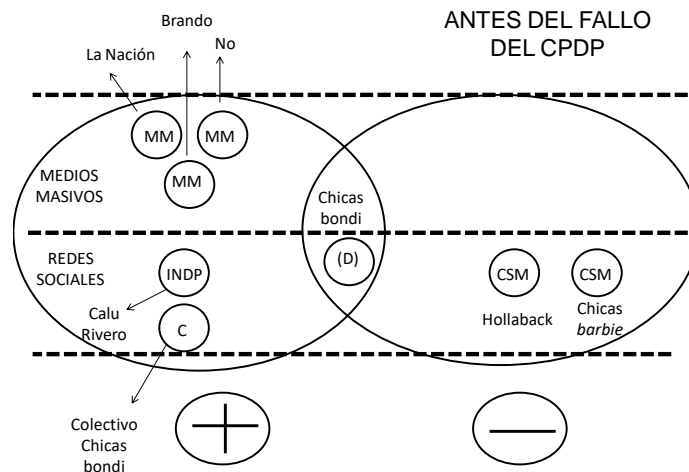 ANTES DEL FALLO
DEL CPDP
Brando
No
La Nación
MM
MM
MM
MEDIOS
MASIVOS
Chicas
bondi
(D)
REDES
SOCIALES
INDP
CSM
CSM
Calu
Rivero
C
Hollaback
Chicas
barbie
Colectivo
Chicas
bondi